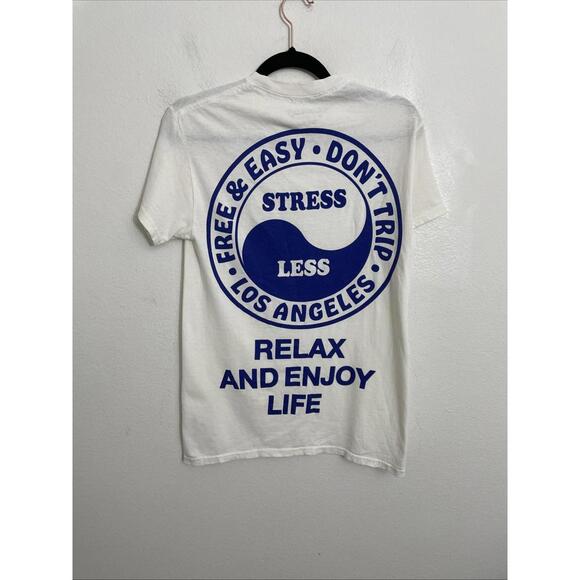 FREE & EASY • DON'T TRIP •
LOS ANGELES •
STRESS
LESS
RELAX
AND ENJOY
LIFE